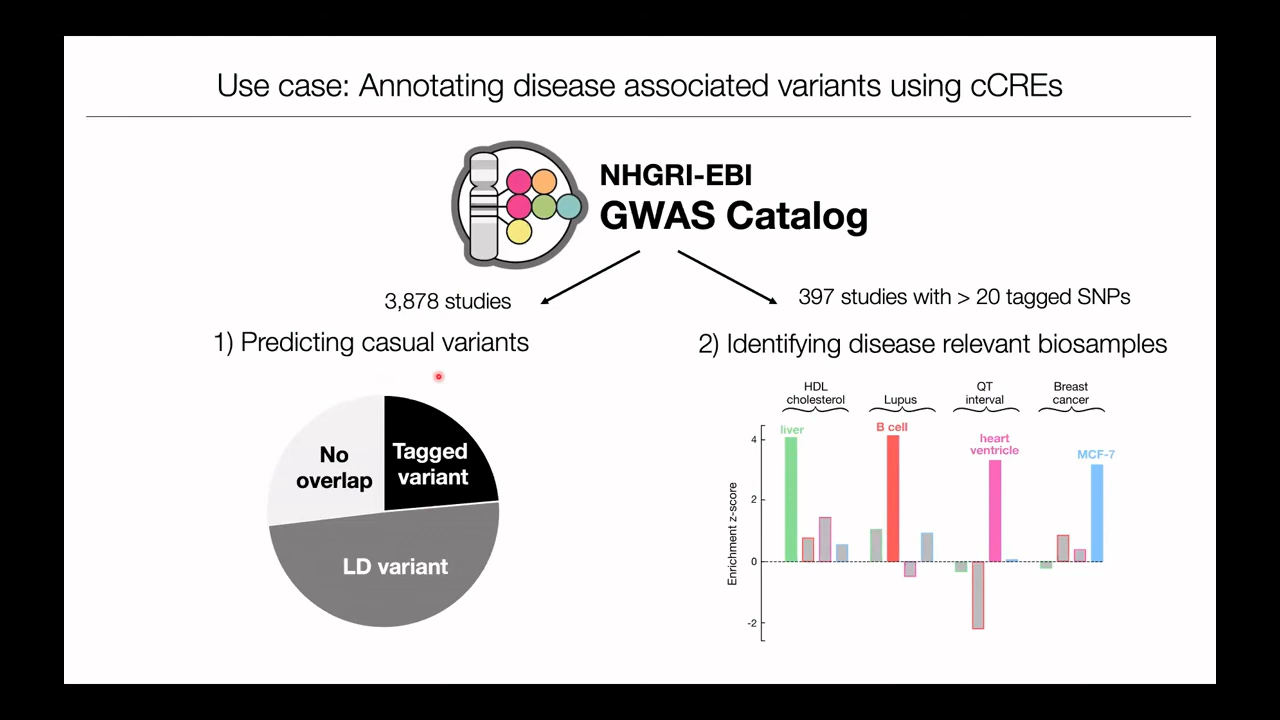 Use case: Annotating disease associated variants using cCREs
NHGRI-EBI
GWAS Catalog
3,878 studies
1) Predicting casual variants
No
overlap
Tagged
variant
LD variant
397 studies with > 20 tagged SNPs
2) Identifying disease relevant biosamples
HDL
cholesterol
Lupus
QT
interval
Breast
cancer
liver
B cell
heart
ventricle
MCF-7
Enrichment z-score
4
2
0
-2